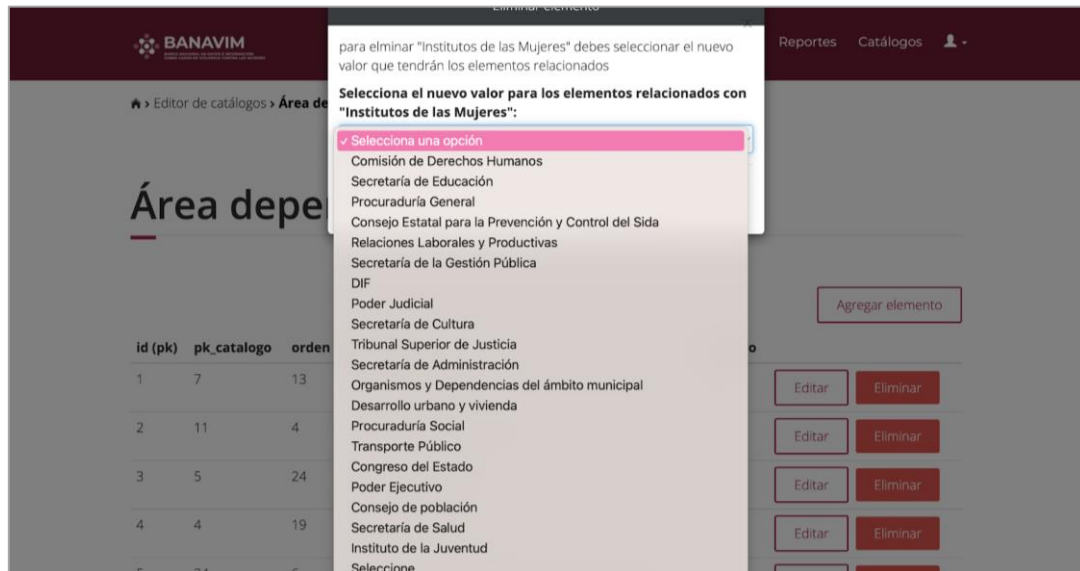 Eliminar elemento
x
BANAVIM
Reportes Catálogos
para elminar "Institutos de las Mujeres" debes seleccionar el nuevo
valor que tendrán los elementos relacionados
Selecciona el nuevo valor para los elementos relacionados con
"Institutos de las Mujeres":
> Editor de catálogos > Área de
✓ Selecciona una opción
Comisión de Derechos Humanos
Secretaría de Educación
Procuraduría General
Consejo Estatal para la Prevención y Control del Sida
Relaciones Laborales y Productivas
Secretaría de la Gestión Pública
DIF
Poder Judicial
Secretaría de Cultura
Tribunal Superior de Justicia
Secretaría de Administración
Organismos y Dependencias del ámbito municipal
Desarrollo urbano y vivienda
Procuraduría Social
Transporte Público
Congreso del Estado
Poder Ejecutivo
Consejo de población
Secretaría de Salud
Instituto de la Juventud
Seleccione
Área depe
Agregar elemento
id (pk) pk_catalogo orden o
1 7 13 Editar Eliminar
2 11 4 Editar Eliminar
3 5 24 Editar Eliminar
4 4 19 Editar Eliminar